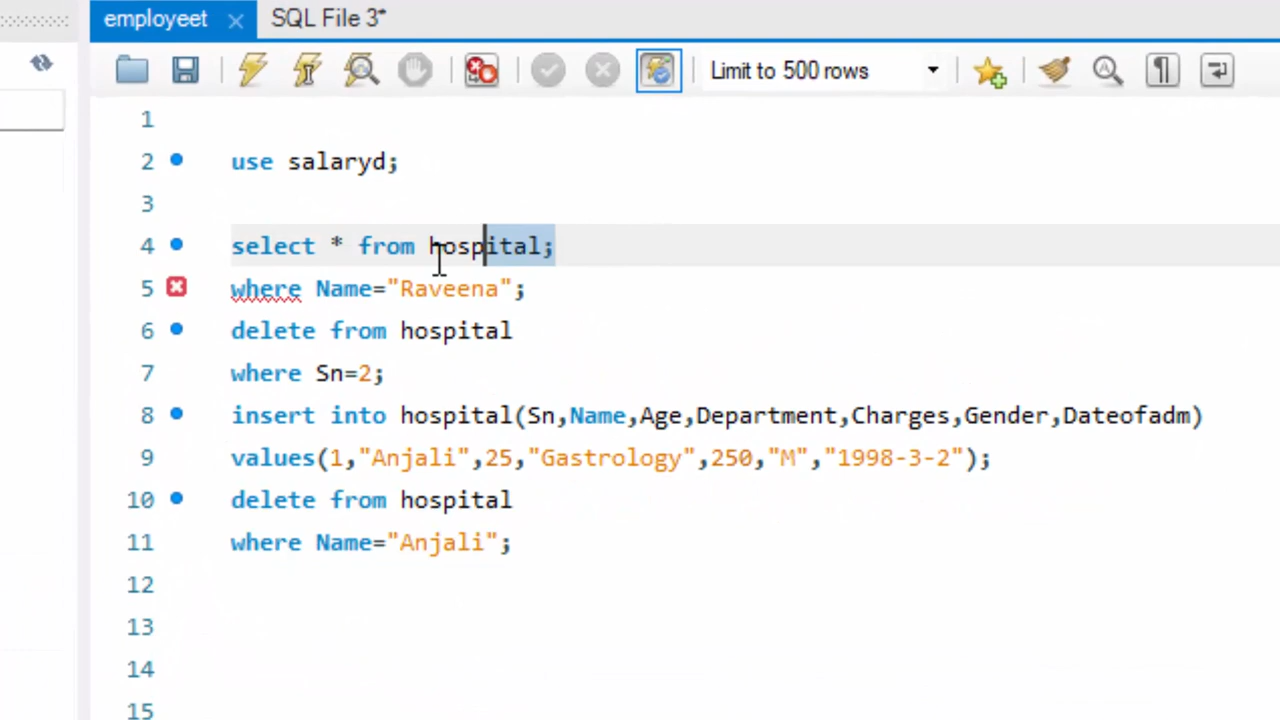 employeet
SQL File 3*
Limit to 500 rows
1
2 use salaryd;
3
4 select * from hospital;
5 where Name="Raveena";
6 delete from hospital
7 where Sn=2;
8 insert into hospital(Sn,Name,Age,Department,Charges,Gender,Dateofadm)
9 values(1,"Anjali",25,"Gastrology",250,"M","1998-3-2");
10 delete from hospital
11 where Name="Anjali";
12
13
14
15